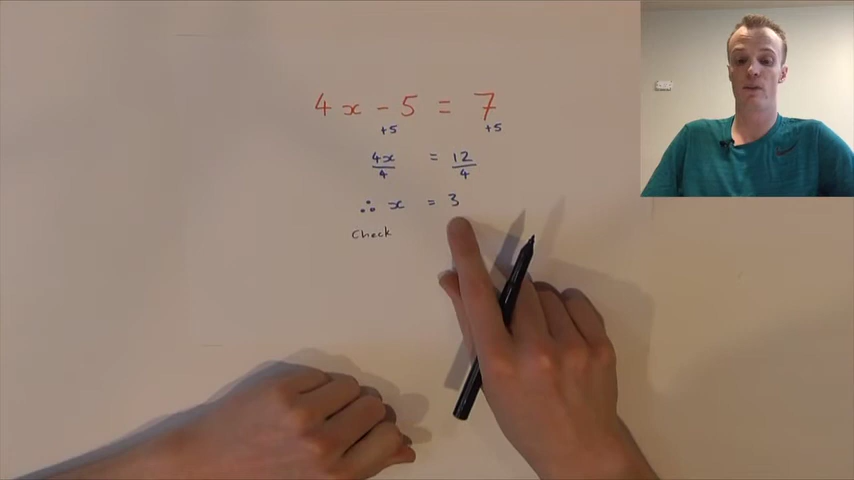 4x - 5 = 7
+5 +5
4x/4 = 12/4
∴ x = 3
Check